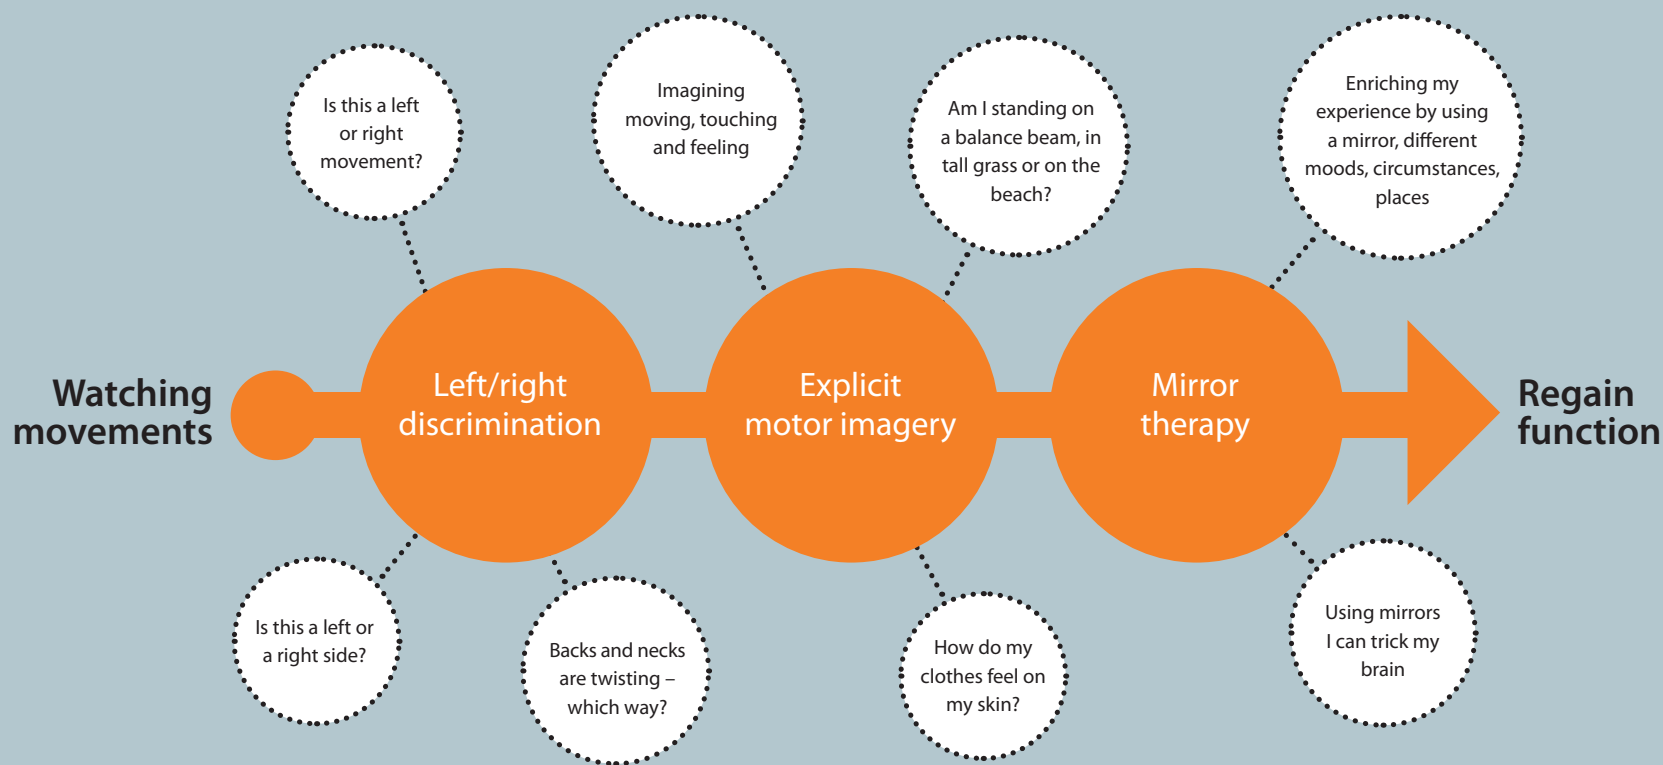 Is this a left
or right
movement?
Imagining
moving, touching
and feeling
Am I standing on
a balance beam, in
tall grass or on the
beach?
Enriching my
experience by using
a mirror, different
moods, circumstances,
places
Watching
movements
Left/right
discrimination
Explicit
motor imagery
Mirror
therapy
Regain
function
Is this a left or
a right side?
Backs and necks
are twisting –
which way?
How do my
clothes feel on
my skin?
Using mirrors
I can trick my
brain